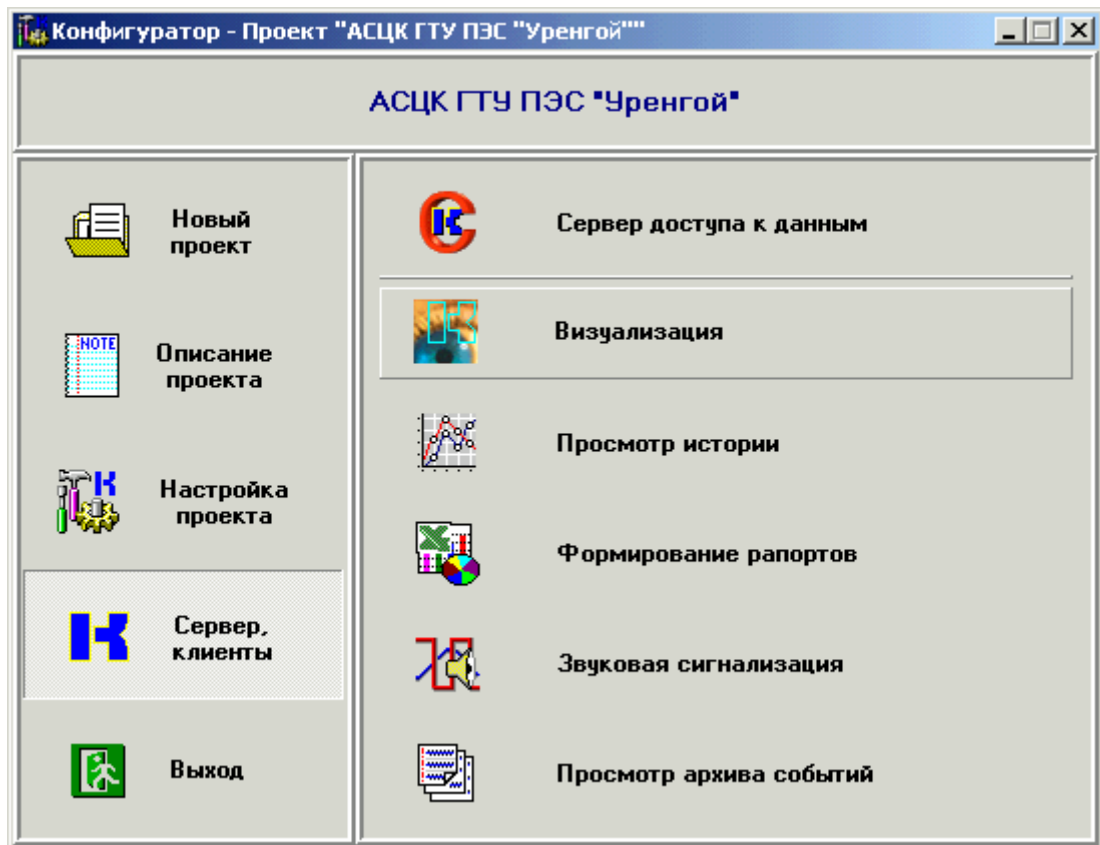 Конфигуратор - Проект "АСЦК ГТУ ПЭС "Уренгой""
АСЦК ГТУ ПЭС "Уренгой"
Новый
проект
NOTE
Описание
проекта
Настройка
проекта
Сервер,
клиенты
Выход
Сервер доступа к данным
Визуализация
Просмотр истории
Формирование рапортов
Звуковая сигнализация
Просмотр архива событий